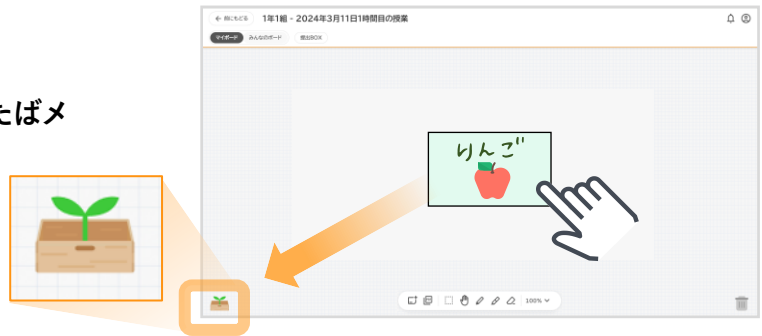 ← 前にもどる 1年1組 - 2024年3月11日1時間目の授業
マイボード みんなのボード 提出BOX
たばメ
りんご
100%